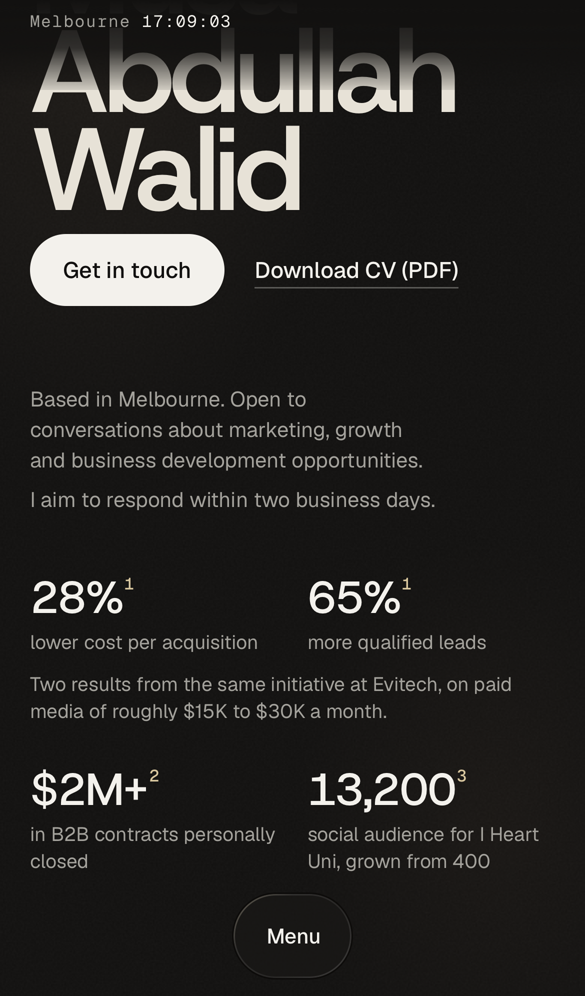 Melbourne 17:09:03
Abdullah
Walid
Get in touch
Download CV (PDF)
Based in Melbourne. Open to
conversations about marketing, growth
and business development opportunities.
I aim to respond within two business days.
28%1
65%1
lower cost per acquisition
more qualified leads
Two results from the same initiative at Evitech, on paid
media of roughly $15K to $30K a month.
$2M+2
13,2003
in B2B contracts personally
closed
social audience for I Heart
Uni, grown from 400
Menu